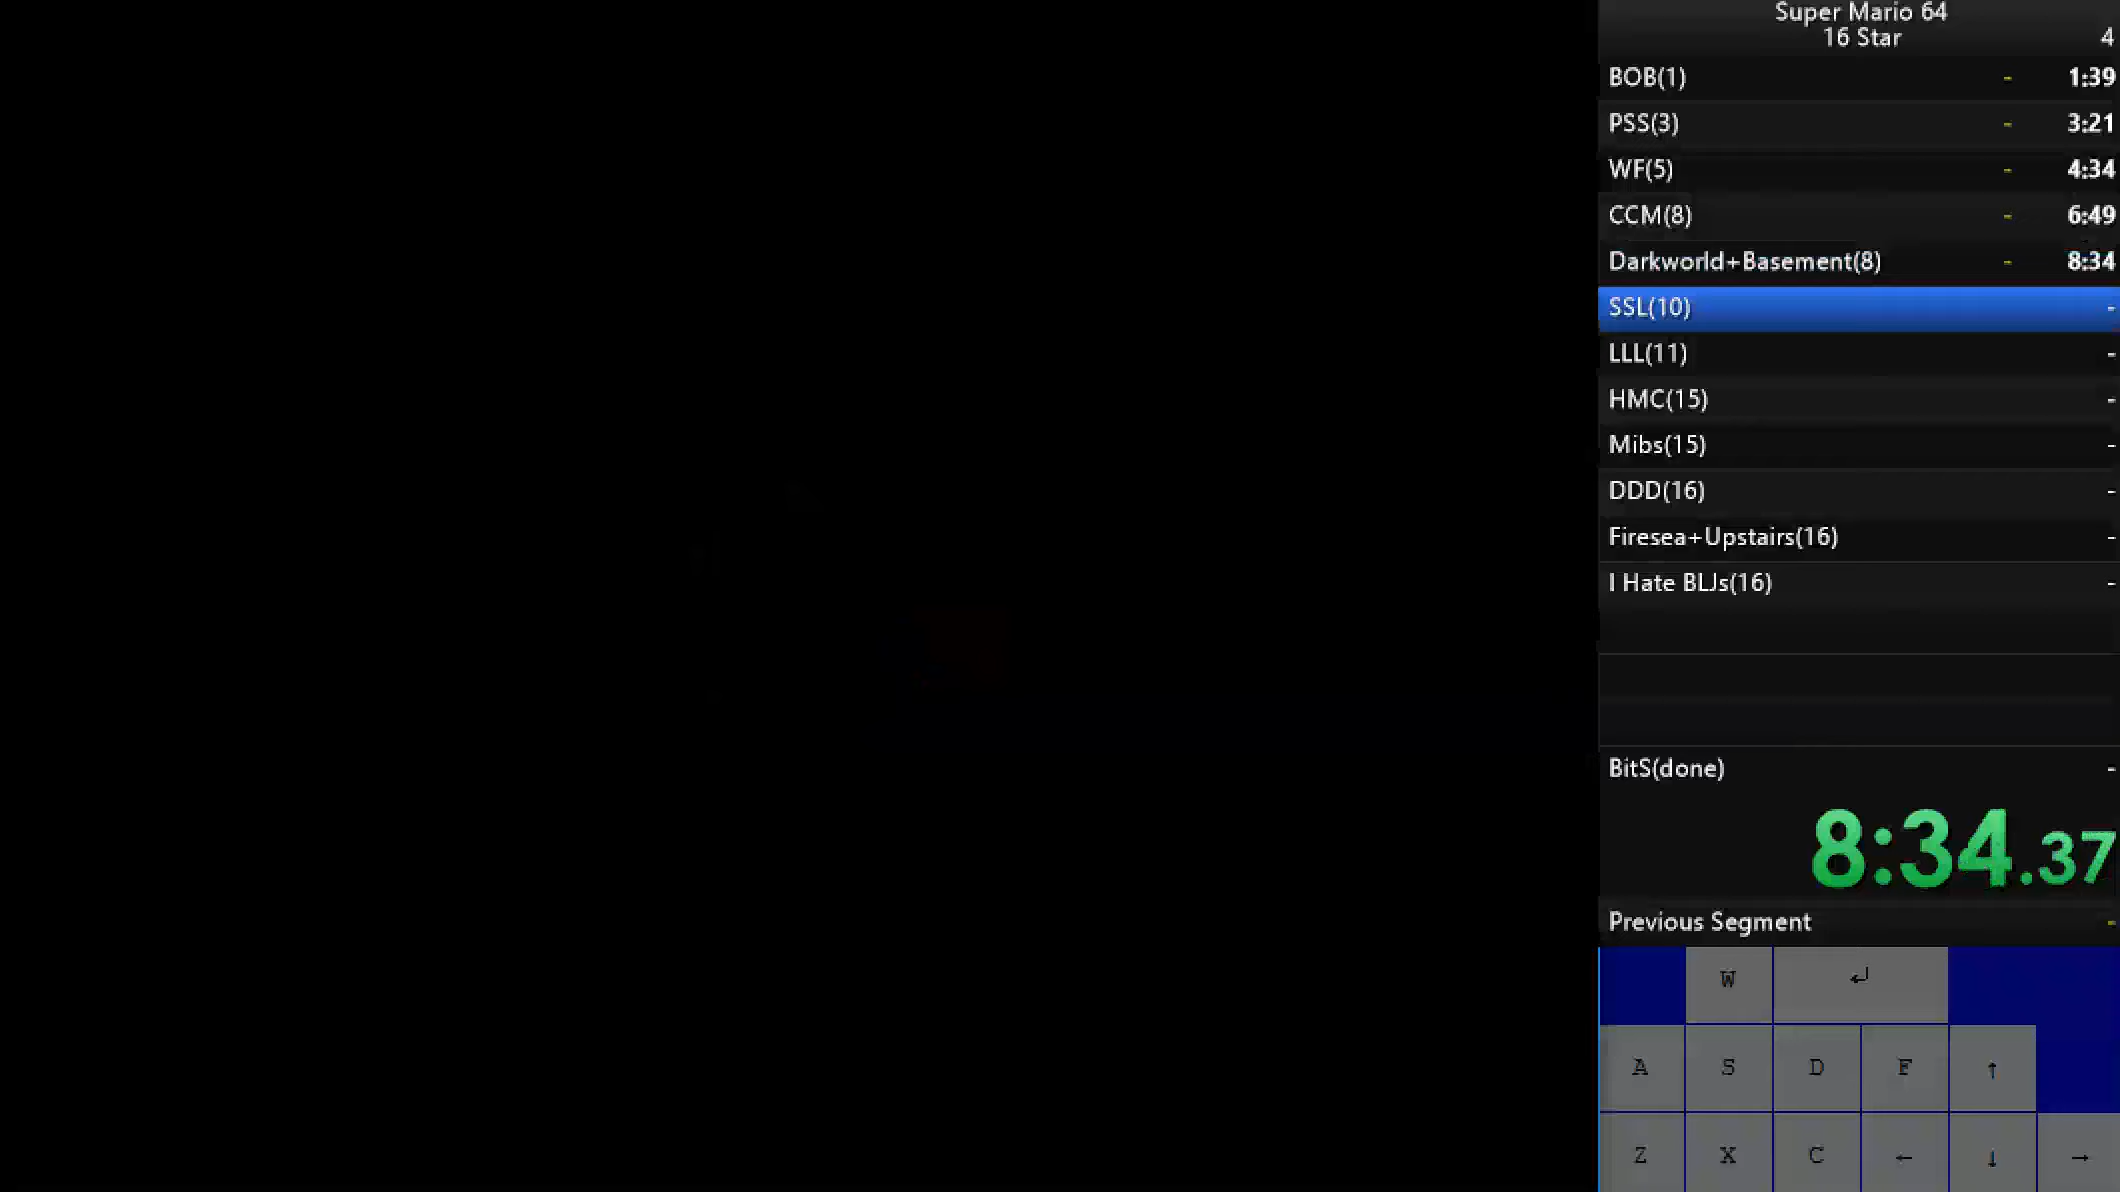 Super Mario 64
16 Star 4
BOB(1) - 1:39
PSS(3) - 3:21
WF(5) - 4:34
CCM(8) - 6:49
Darkworld+Basement(8) - 8:34
SSL(10) -
LLL(11) -
HMC(15) -
Mibs(15) -
DDD(16) -
Firesea+Upstairs(16) -
I Hate BLJs(16) -
BitS(done) -
8:34.37
Previous Segment -
W ↵
A S D F ↑
Z X C ← ↓ →